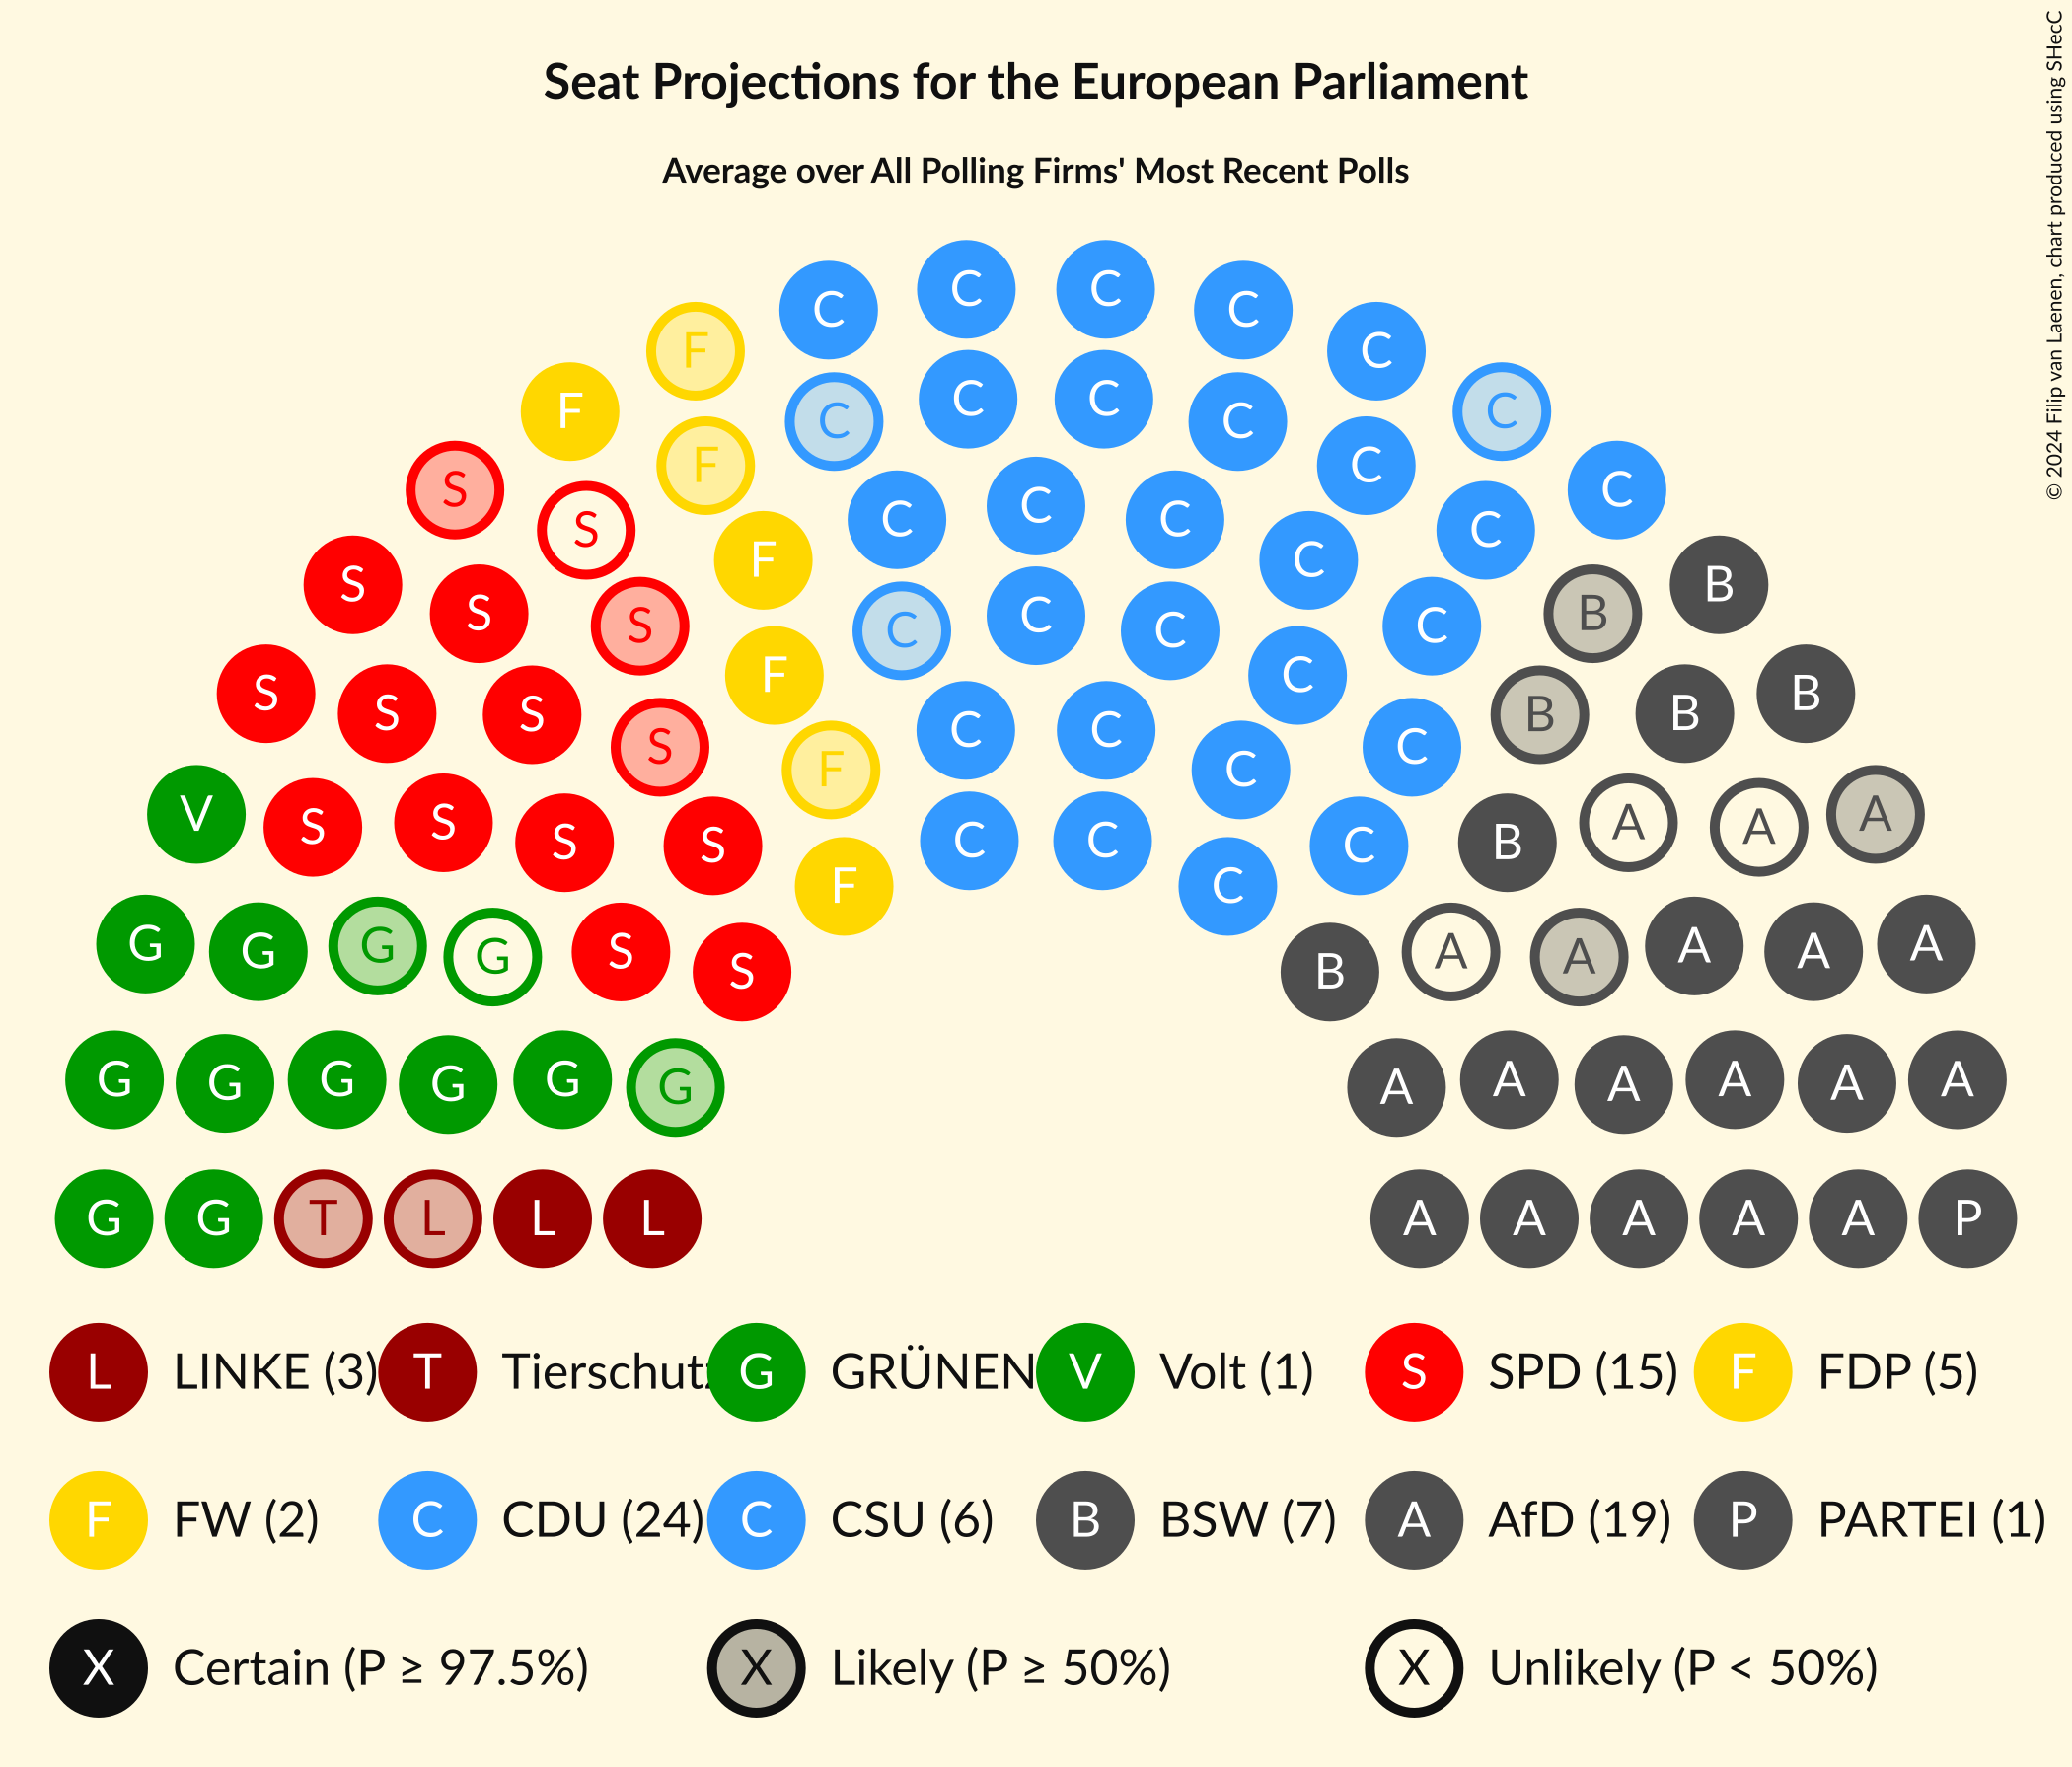 © 2024 Filip van Laenen, chart produced using SHecC
Seat Projections for the European Parliament
Average over All Polling Firms' Most Recent Polls
C C C C
F C
F C C C C C
S F C C
S C C C C
S F C B
S S C C C C B
S F C B
S S S C C C B B
F C
V S S S S C C C B A A A
F C
G G G G S S B A A A A A
G G G G G G A A A A A A
G G T L L L A A A A A P
L LINKE (3) T Tierschutz G GRÜNEN V Volt (1) S SPD (15) F FDP (5)
F FW (2) C CDU (24) C CSU (6) B BSW (7) A AfD (19) P PARTEI (1)
X Certain (P ≥ 97.5%) X Likely (P ≥ 50%) X Unlikely (P < 50%)